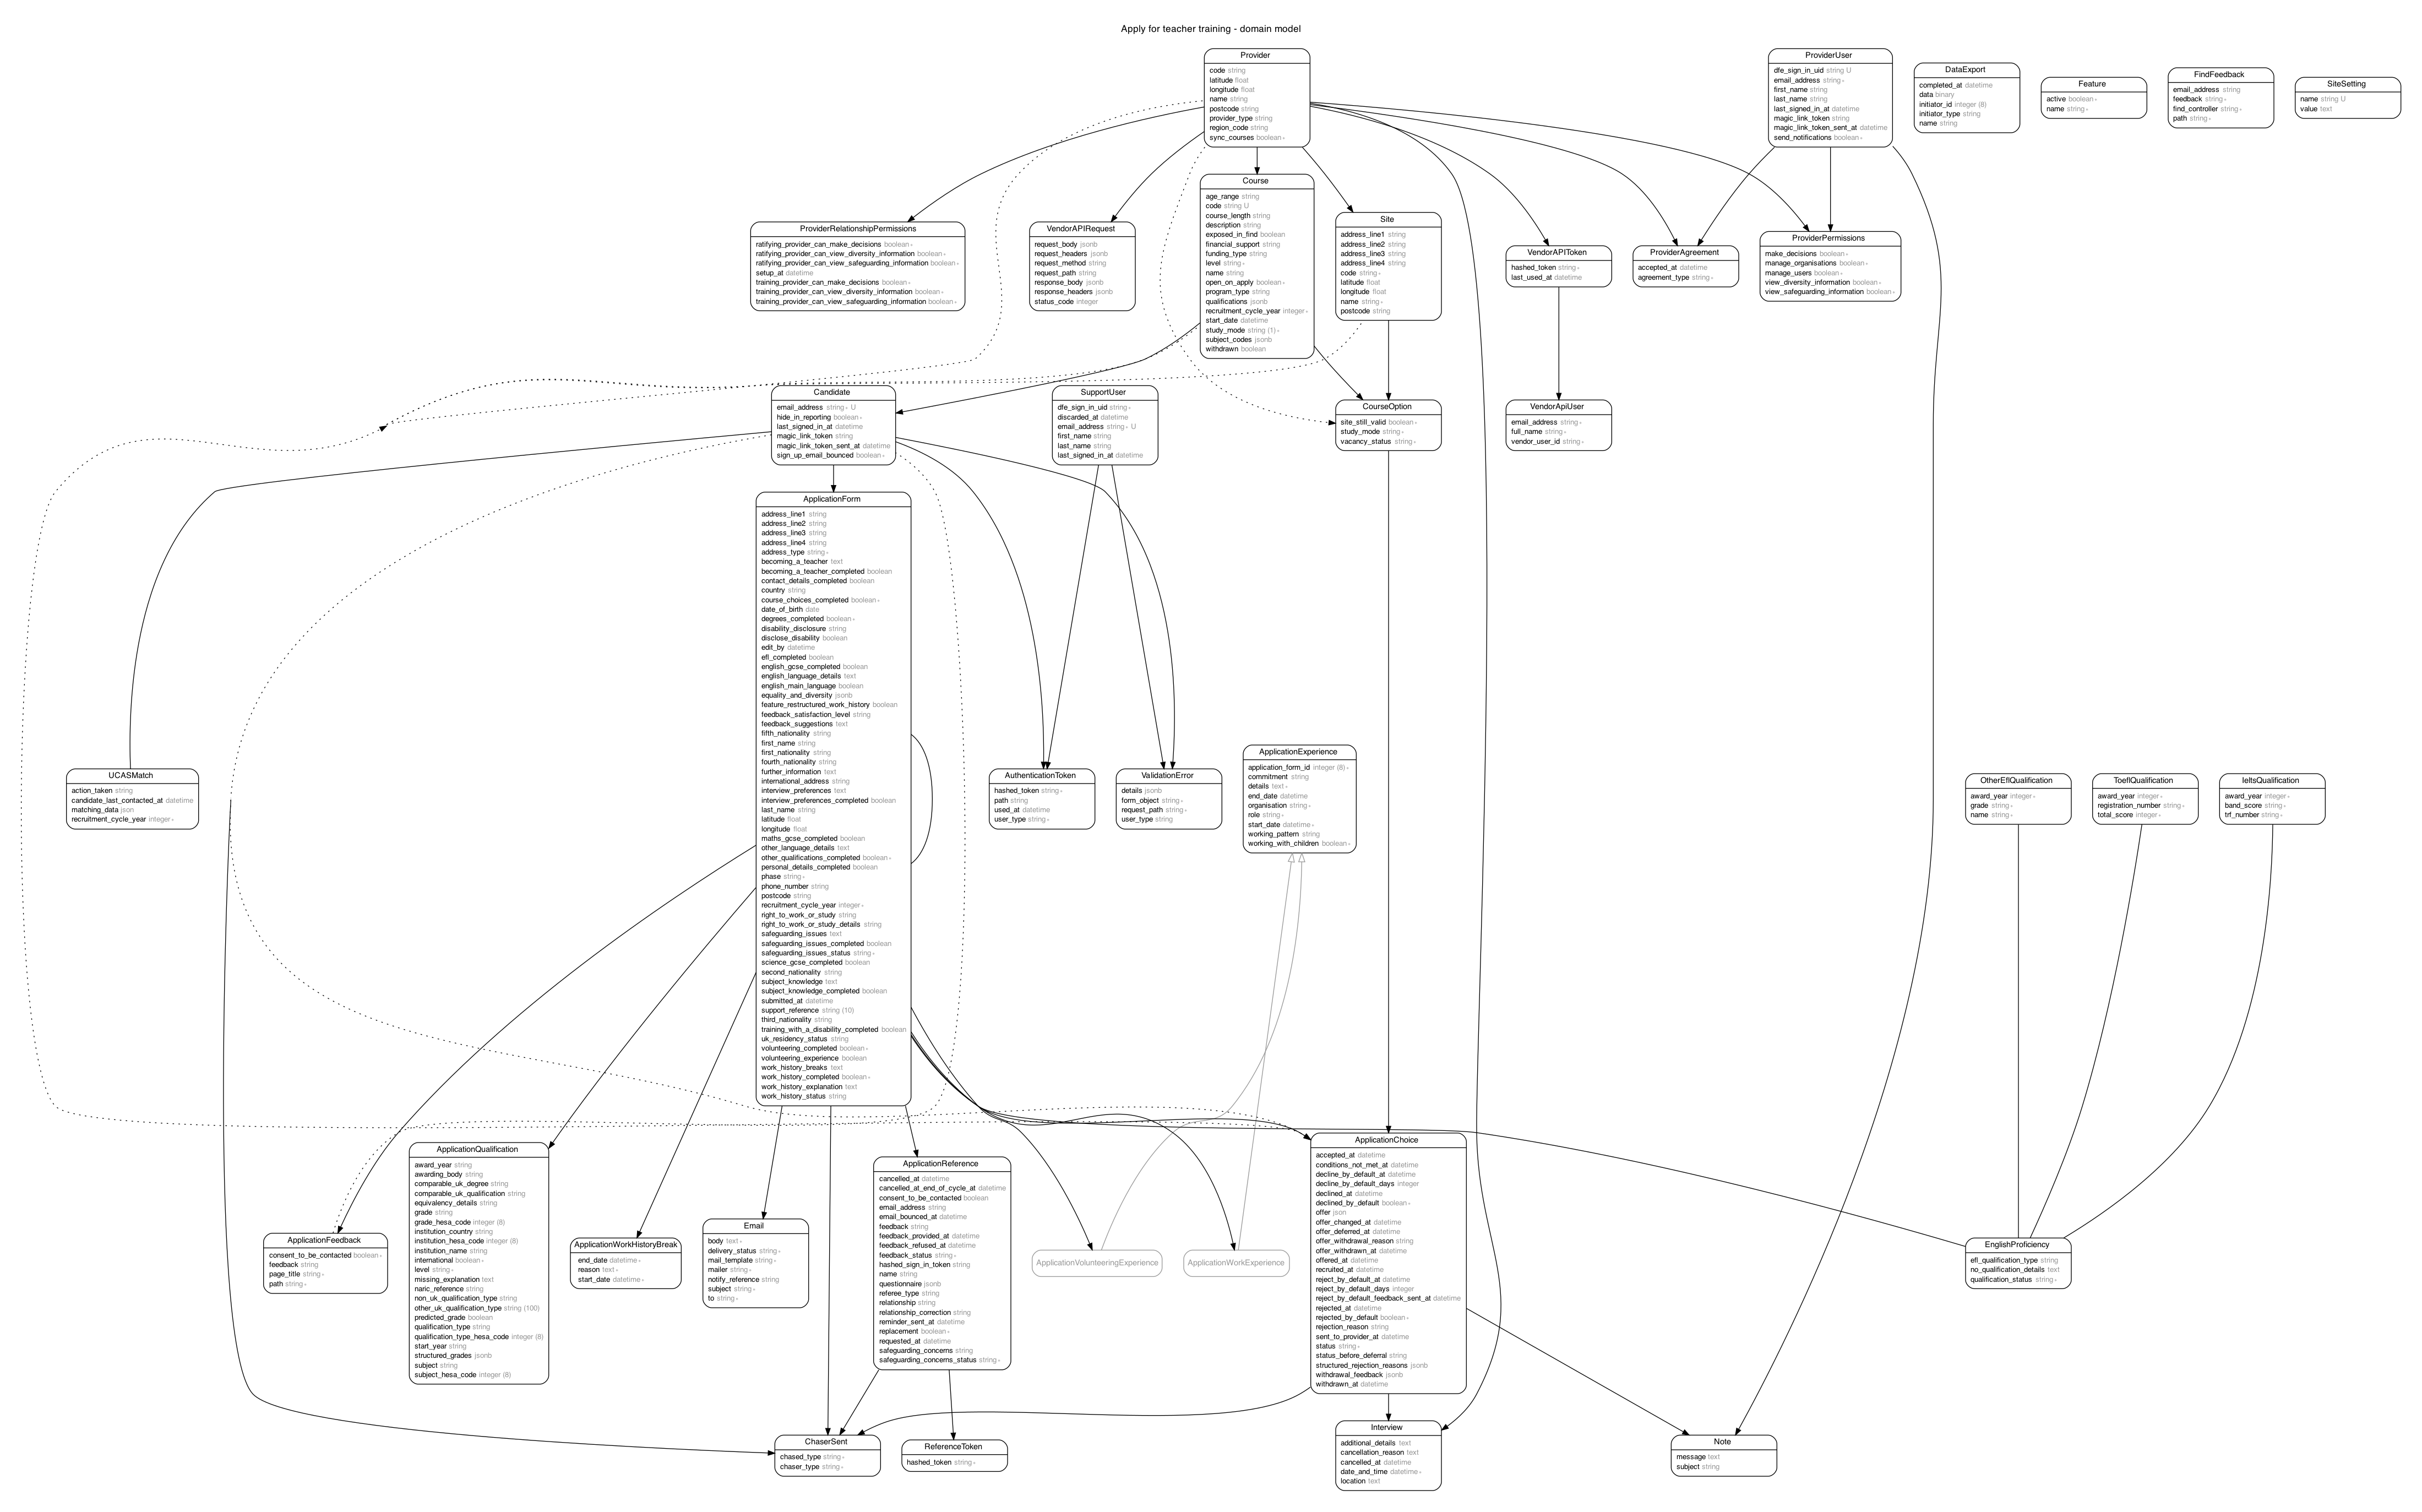 Apply for teacher training - domain model
Provider
code string
latitude float
longitude float
name string
postcode string
provider_type string
region_code string
sync_courses boolean ∗
ProviderUser
dfe_sign_in_uid string U
email_address string ∗
first_name string
last_name string
last_signed_in_at datetime
magic_link_token string
magic_link_token_sent_at datetime
send_notifications boolean ∗
DataExport
completed_at datetime
data binary
initiator_id integer (8)
initiator_type string
name string
Feature
active boolean ∗
name string ∗
FindFeedback
email_address string
feedback string ∗
find_controller string ∗
path string ∗
SiteSetting
name string U
value text
ProviderRelationshipPermissions
ratifying_provider_can_make_decisions boolean ∗
ratifying_provider_can_view_diversity_information boolean ∗
ratifying_provider_can_view_safeguarding_information boolean ∗
setup_at datetime
training_provider_can_make_decisions boolean ∗
training_provider_can_view_diversity_information boolean ∗
training_provider_can_view_safeguarding_information boolean ∗
VendorAPIRequest
request_body jsonb
request_headers jsonb
request_method string
request_path string
response_body jsonb
response_headers jsonb
status_code integer
Course
age_range string
code string U
course_length string
description string
exposed_in_find boolean
financial_support string
funding_type string
level string ∗
name string
open_on_apply boolean ∗
program_type string
qualifications jsonb
recruitment_cycle_year integer ∗
start_date datetime
study_mode string (1) ∗
subject_codes jsonb
withdrawn boolean
Site
address_line1 string
address_line2 string
address_line3 string
address_line4 string
code string ∗
latitude float
longitude float
name string ∗
postcode string
VendorAPIToken
hashed_token string ∗
last_used_at datetime
ProviderAgreement
accepted_at datetime
agreement_type string ∗
ProviderPermissions
make_decisions boolean ∗
manage_organisations boolean ∗
manage_users boolean ∗
view_diversity_information boolean ∗
view_safeguarding_information boolean ∗
Candidate
email_address string ∗ U
hide_in_reporting boolean ∗
last_signed_in_at datetime
magic_link_token string
magic_link_token_sent_at datetime
sign_up_email_bounced boolean ∗
SupportUser
dfe_sign_in_uid string ∗
discarded_at datetime
email_address string ∗ U
first_name string
last_name string
last_signed_in_at datetime
CourseOption
site_still_valid boolean ∗
study_mode string ∗
vacancy_status string ∗
VendorApiUser
email_address string ∗
full_name string ∗
vendor_user_id string ∗
ApplicationForm
address_line1 string
address_line2 string
address_line3 string
address_line4 string
address_type string ∗
becoming_a_teacher text
becoming_a_teacher_completed boolean
contact_details_completed boolean
country string
course_choices_completed boolean ∗
date_of_birth date
degrees_completed boolean ∗
disability_disclosure string
disclose_disability boolean
edit_by datetime
efl_completed boolean
english_gcse_completed boolean
english_language_details text
english_main_language boolean
equality_and_diversity jsonb
feature_restructured_work_history boolean
feedback_satisfaction_level string
feedback_suggestions text
fifth_nationality string
first_name string
first_nationality string
fourth_nationality string
further_information text
international_address string
interview_preferences text
interview_preferences_completed boolean
last_name string
latitude float
longitude float
maths_gcse_completed boolean
other_language_details text
other_qualifications_completed boolean ∗
personal_details_completed boolean
phase string ∗
phone_number string
postcode string
recruitment_cycle_year integer ∗
right_to_work_or_study string
right_to_work_or_study_details string
safeguarding_issues text
safeguarding_issues_completed boolean
safeguarding_issues_status string ∗
science_gcse_completed boolean
second_nationality string
subject_knowledge text
subject_knowledge_completed boolean
submitted_at datetime
support_reference string (10)
third_nationality string
training_with_a_disability_completed boolean
uk_residency_status string
volunteering_completed boolean ∗
volunteering_experience boolean
work_history_breaks text
work_history_completed boolean ∗
work_history_explanation text
work_history_status string
UCASMatch
action_taken string
candidate_last_contacted_at datetime
matching_data json
recruitment_cycle_year integer ∗
AuthenticationToken
hashed_token string ∗
path string
used_at datetime
user_type string ∗
ValidationError
details jsonb
form_object string ∗
request_path string ∗
user_type string
ApplicationExperience
application_form_id integer (8) ∗
commitment string
details text ∗
end_date datetime
organisation string ∗
role string ∗
start_date datetime ∗
working_pattern string
working_with_children boolean ∗
OtherEflQualification
award_year integer ∗
grade string ∗
name string ∗
ToeflQualification
award_year integer ∗
registration_number string ∗
total_score integer ∗
IeltsQualification
award_year integer ∗
band_score string ∗
trf_number string ∗
ApplicationFeedback
consent_to_be_contacted boolean ∗
feedback string
page_title string ∗
path string ∗
ApplicationQualification
award_year string
awarding_body string
comparable_uk_degree string
comparable_uk_qualification string
equivalency_details string
grade string
grade_hesa_code integer (8)
institution_country string
institution_hesa_code integer (8)
institution_name string
international boolean ∗
level string ∗
missing_explanation text
naric_reference string
non_uk_qualification_type string
other_uk_qualification_type string (100)
predicted_grade boolean
qualification_type string
qualification_type_hesa_code integer (8)
start_year string
structured_grades jsonb
subject string
subject_hesa_code integer (8)
ApplicationWorkHistoryBreak
end_date datetime ∗
reason text ∗
start_date datetime ∗
Email
body text ∗
delivery_status string ∗
mail_template string ∗
mailer string ∗
notify_reference string
subject string ∗
to string ∗
ApplicationReference
cancelled_at datetime
cancelled_at_end_of_cycle_at datetime
consent_to_be_contacted boolean
email_address string
email_bounced_at datetime
feedback string
feedback_provided_at datetime
feedback_refused_at datetime
feedback_status string ∗
hashed_sign_in_token string
name string
questionnaire jsonb
referee_type string
relationship string
relationship_correction string
reminder_sent_at datetime
replacement boolean ∗
requested_at datetime
safeguarding_concerns string
safeguarding_concerns_status string ∗
ApplicationVolunteeringExperience
ApplicationWorkExperience
ApplicationChoice
accepted_at datetime
conditions_not_met_at datetime
decline_by_default_at datetime
decline_by_default_days integer
declined_at datetime
declined_by_default boolean ∗
offer json
offer_changed_at datetime
offer_deferred_at datetime
offer_withdrawal_reason string
offer_withdrawn_at datetime
offered_at datetime
recruited_at datetime
reject_by_default_at datetime
reject_by_default_days integer
reject_by_default_feedback_sent_at datetime
rejected_at datetime
rejected_by_default boolean ∗
rejection_reason string
sent_to_provider_at datetime
status string ∗
status_before_deferral string
structured_rejection_reasons jsonb
withdrawal_feedback jsonb
withdrawn_at datetime
EnglishProficiency
efl_qualification_type string
no_qualification_details text
qualification_status string ∗
ChaserSent
chased_type string ∗
chaser_type string ∗
ReferenceToken
hashed_token string ∗
Interview
additional_details text
cancellation_reason text
cancelled_at datetime
date_and_time datetime ∗
location text
Note
message text
subject string